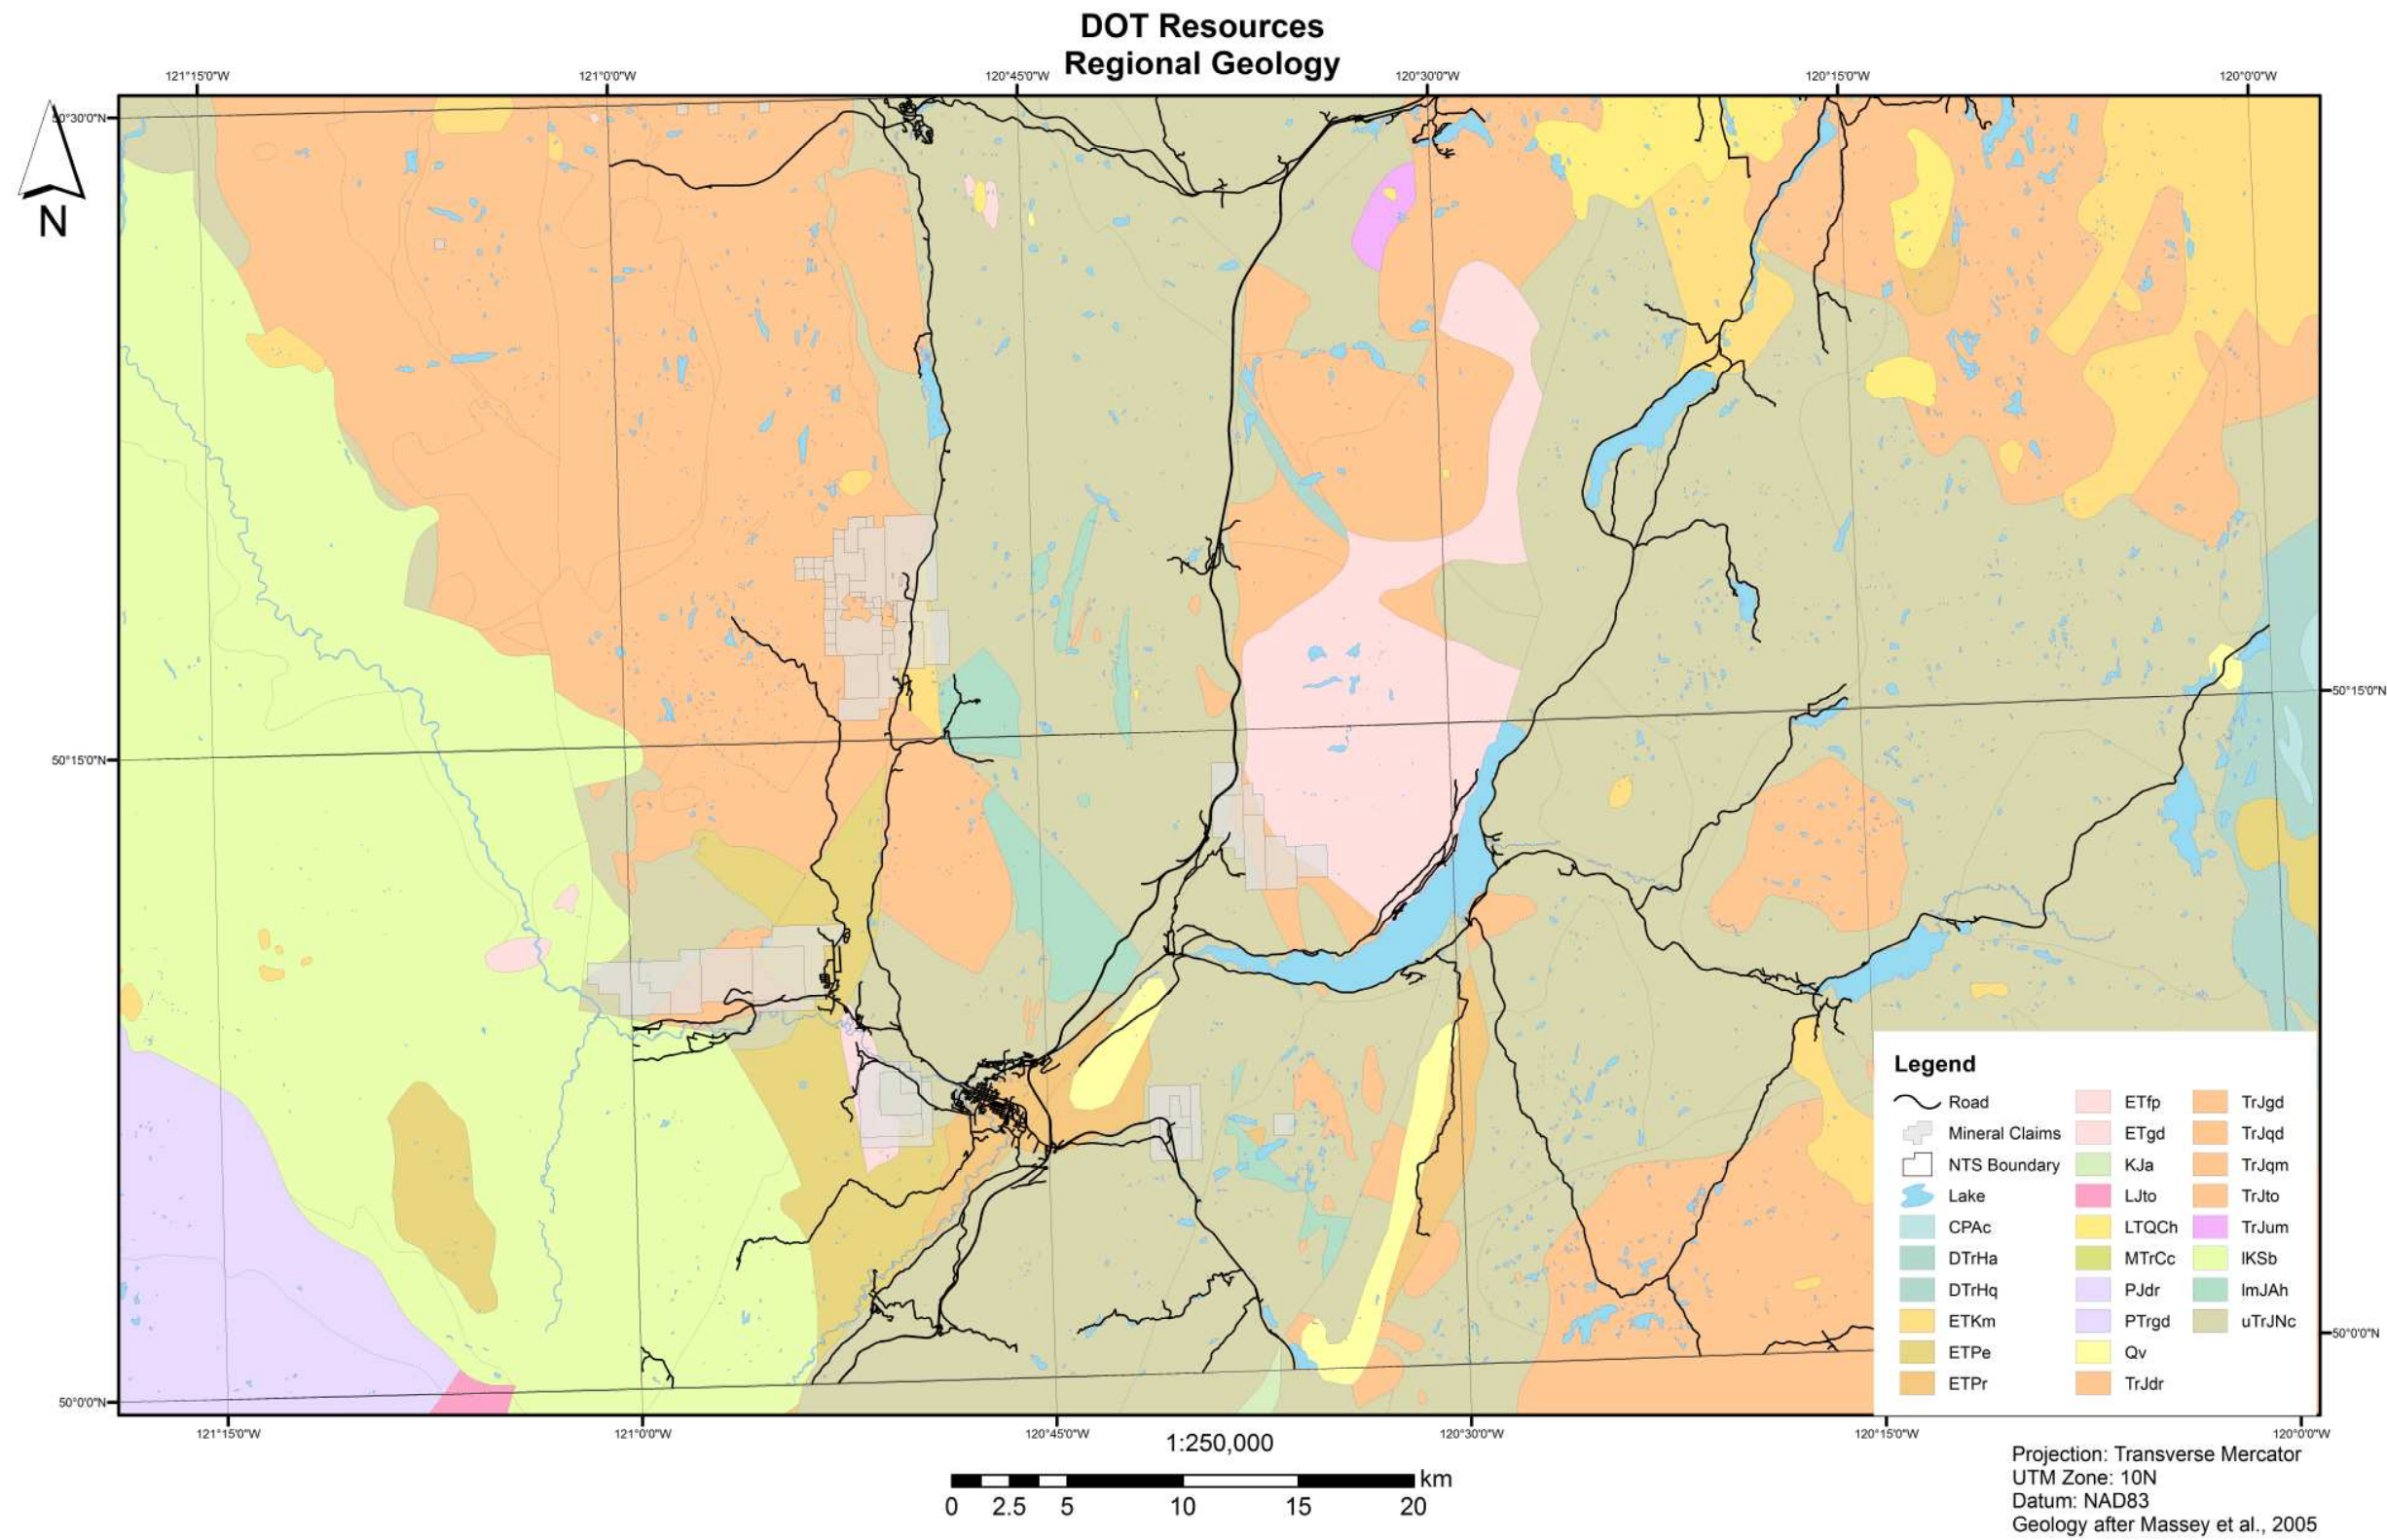 DOT Resources
Regional Geology
121°15'0"W 121°0'0"W 120°45'0"W 120°30'0"W 120°15'0"W 120°0'0"W
50°30'0"N
N
50°15'0"N
50°15'0"N
50°0'0"N
50°0'0"N
Legend
Road
Mineral Claims
NTS Boundary
Lake
CPAc
DTrHa
DTrHq
ETKm
ETPe
ETPr
ETfp
ETgd
KJa
LJto
LTQCh
MTrCc
PJdr
PTrgd
Qv
TrJdr
TrJgd
TrJqd
TrJqm
TrJto
TrJum
lKSb
lmJAh
uTrJNc
121°15'0"W 121°0'0"W 120°45'0"W 120°30'0"W 120°15'0"W 120°0'0"W
1:250,000
km
0 2.5 5 10 15 20
Projection: Transverse Mercator
UTM Zone: 10N
Datum: NAD83
Geology after Massey et al., 2005